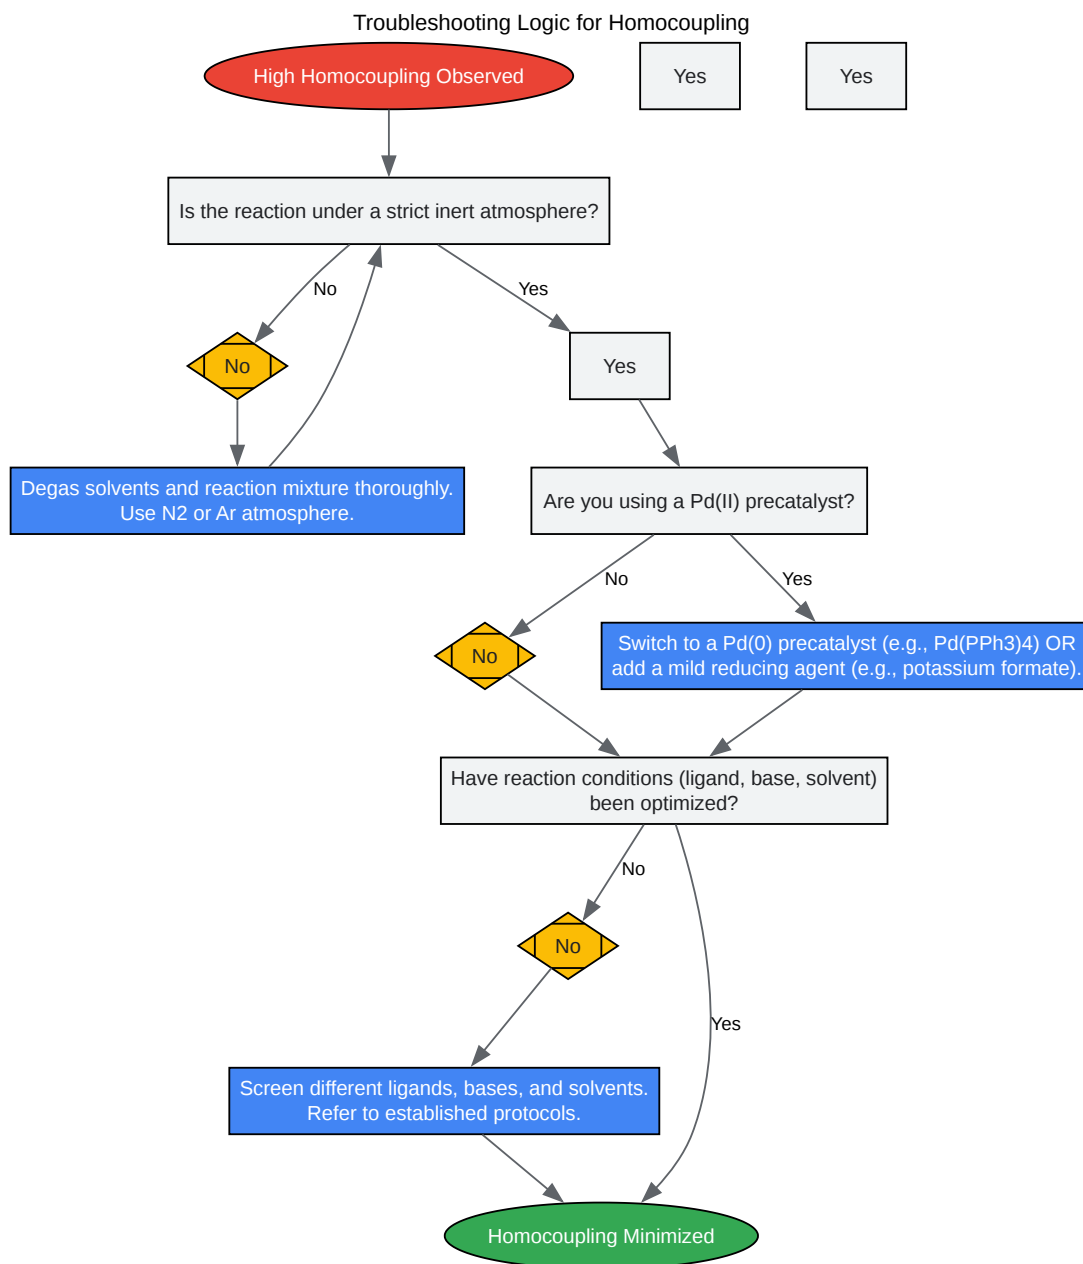 Troubleshooting Logic for Homocoupling
High Homocoupling Observed
Yes
Yes
Is the reaction under a strict inert atmosphere?
No
Yes
No
Yes
Degas solvents and reaction mixture thoroughly.
Use N2 or Ar atmosphere.
Are you using a Pd(II) precatalyst?
No
Yes
No
Switch to a Pd(0) precatalyst (e.g., Pd(PPh3)4) OR
add a mild reducing agent (e.g., potassium formate).
Have reaction conditions (ligand, base, solvent)
been optimized?
No
No
Yes
Screen different ligands, bases, and solvents.
Refer to established protocols.
Homocoupling Minimized